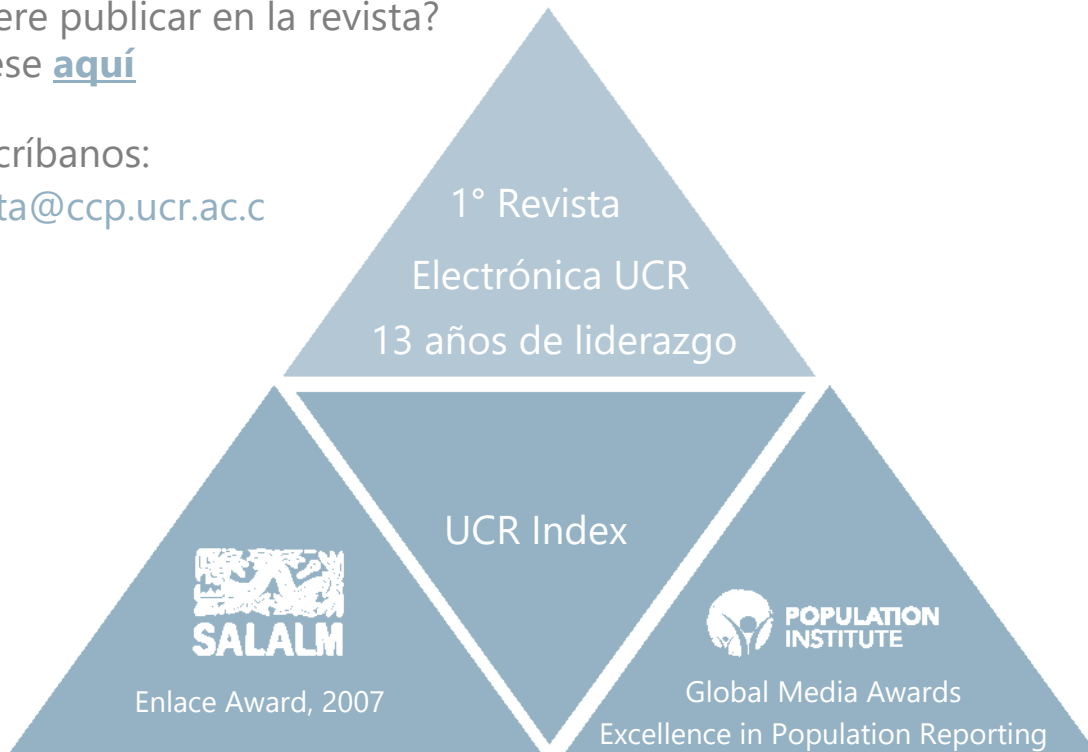 ere publicar en la revista?
ese aquí
críbanos:
ta@ccp.ucr.ac.c
1° Revista
Electrónica UCR
13 años de liderazgo
UCR Index
SALALM
Enlace Award, 2007
POPULATION
INSTITUTE
Global Media Awards
Excellence in Population Reporting